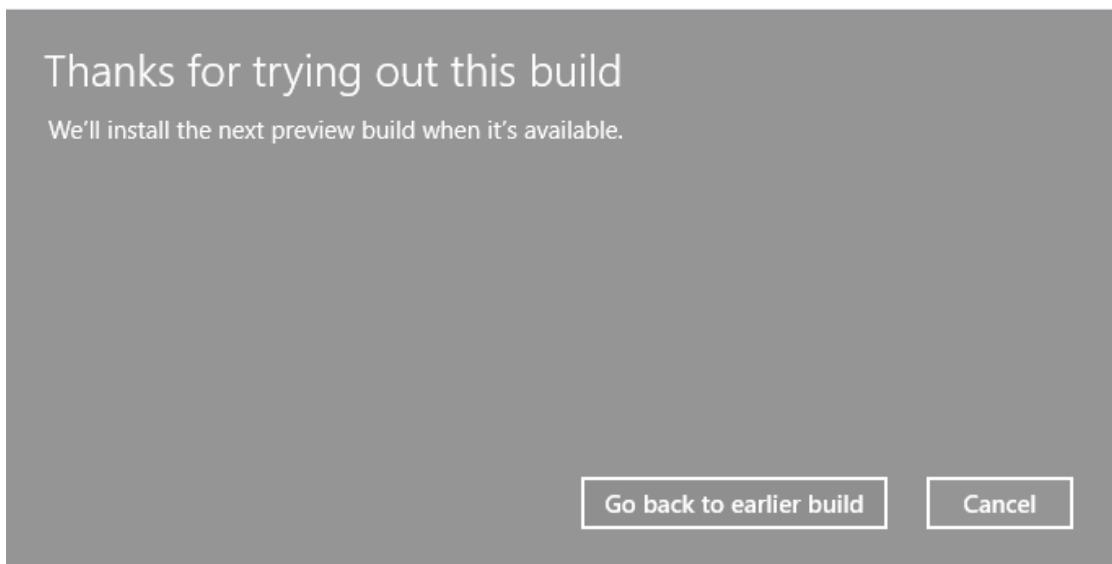 Thanks for trying out this build
We’ll install the next preview build when it’s available.
Go back to earlier build
Cancel